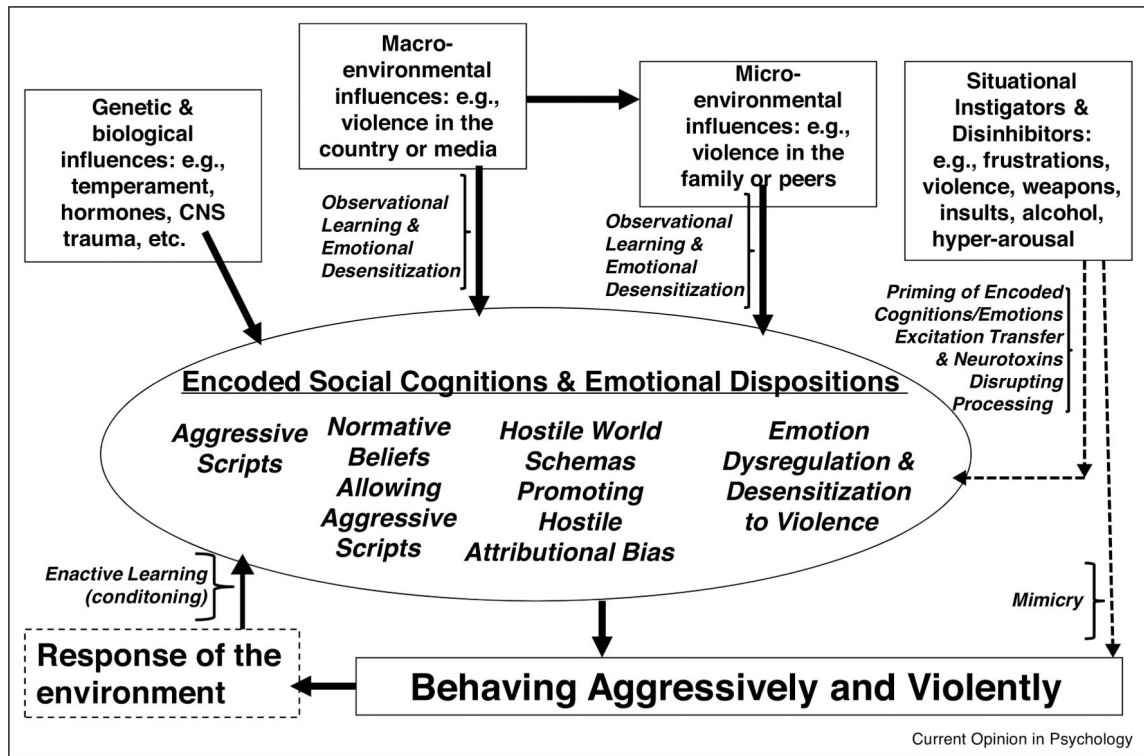 Genetic &
biological
influences: e.g.,
temperament,
hormones, CNS
trauma, etc.
Macro-
environmental
influences: e.g.,
violence in the
country or media
Micro-
environmental
influences: e.g.,
violence in the
family or peers
Situational
Instigators &
Disinhibitors:
e.g., frustrations,
violence, weapons,
insults, alcohol,
hyper-arousal
Observational
Learning &
Emotional
Desensitization
Observational
Learning &
Emotional
Desensitization
Priming of Encoded
Cognitions/Emotions
Excitation Transfer
& Neurotoxins
Disrupting
Processing
Encoded Social Cognitions & Emotional Dispositions
Aggressive
Scripts
Normative
Beliefs
Allowing
Aggressive
Scripts
Hostile World
Schemas
Promoting
Hostile
Attributional Bias
Emotion
Dysregulation &
Desensitization
to Violence
Enactive Learning
(conditoning)
Mimicry
Response of the
environment
Behaving Aggressively and Violently
Current Opinion in Psychology